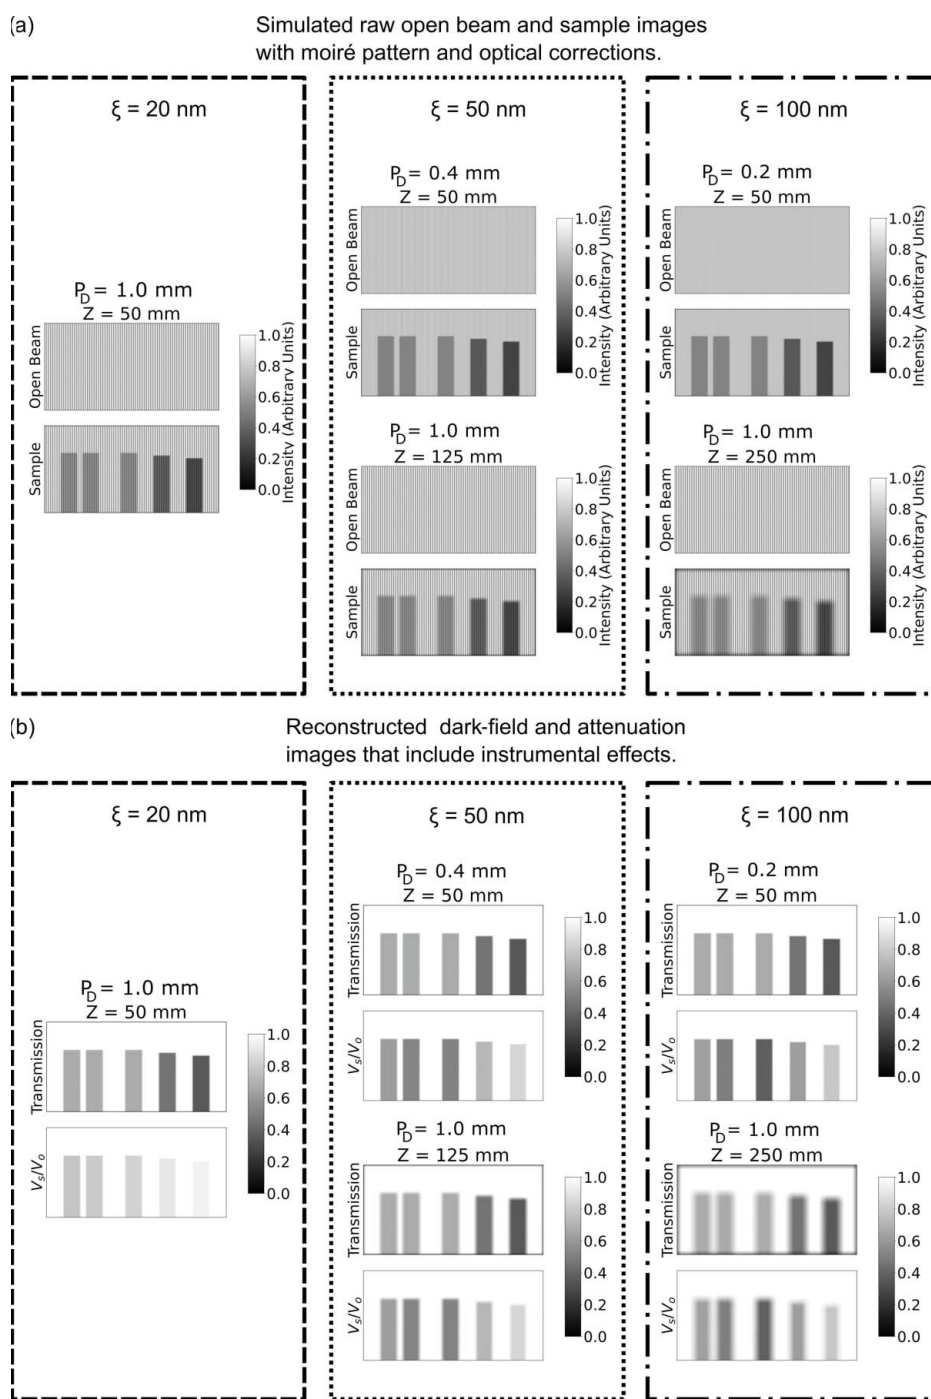 (a)
Simulated raw open beam and sample images
with moiré pattern and optical corrections.
ξ = 20 nm
P_D = 1.0 mm
Z = 50 mm
Open Beam
Sample
1.0
0.8
0.6
0.4
0.2
0.0
Intensity (Arbitrary Units)
ξ = 50 nm
P_D = 0.4 mm
Z = 50 mm
Open Beam
Sample
1.0
0.8
0.6
0.4
0.2
0.0
Intensity (Arbitrary Units)
P_D = 1.0 mm
Z = 125 mm
Open Beam
Sample
1.0
0.8
0.6
0.4
0.2
0.0
Intensity (Arbitrary Units)
ξ = 100 nm
P_D = 0.2 mm
Z = 50 mm
Open Beam
Sample
1.0
0.8
0.6
0.4
0.2
0.0
Intensity (Arbitrary Units)
P_D = 1.0 mm
Z = 250 mm
Open Beam
Sample
1.0
0.8
0.6
0.4
0.2
0.0
Intensity (Arbitrary Units)
(b)
Reconstructed dark-field and attenuation
images that include instrumental effects.
ξ = 20 nm
P_D = 1.0 mm
Z = 50 mm
Transmission
V_s/V_o
1.0
0.8
0.6
0.4
0.2
0.0
ξ = 50 nm
P_D = 0.4 mm
Z = 50 mm
Transmission
V_s/V_o
1.0
0.8
0.6
0.4
0.2
0.0
P_D = 1.0 mm
Z = 125 mm
Transmission
V_s/V_o
1.0
0.8
0.6
0.4
0.2
0.0
ξ = 100 nm
P_D = 0.2 mm
Z = 50 mm
Transmission
V_s/V_o
1.0
0.8
0.6
0.4
0.2
0.0
P_D = 1.0 mm
Z = 250 mm
Transmission
V_s/V_o
1.0
0.8
0.6
0.4
0.2
0.0